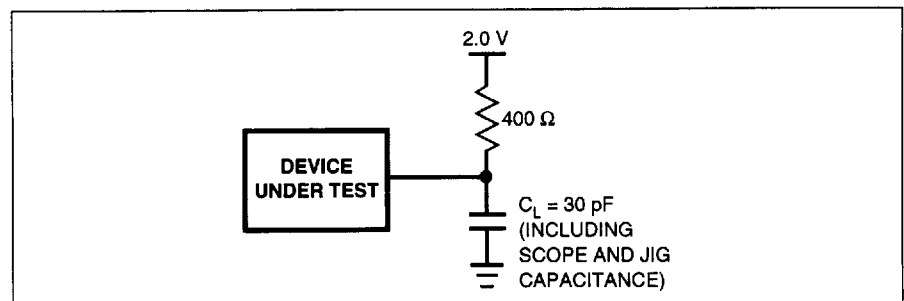 2.0 V
400 Ω
DEVICE
UNDER TEST
C_L = 30 pF
(INCLUDING
SCOPE AND JIG
CAPACITANCE)